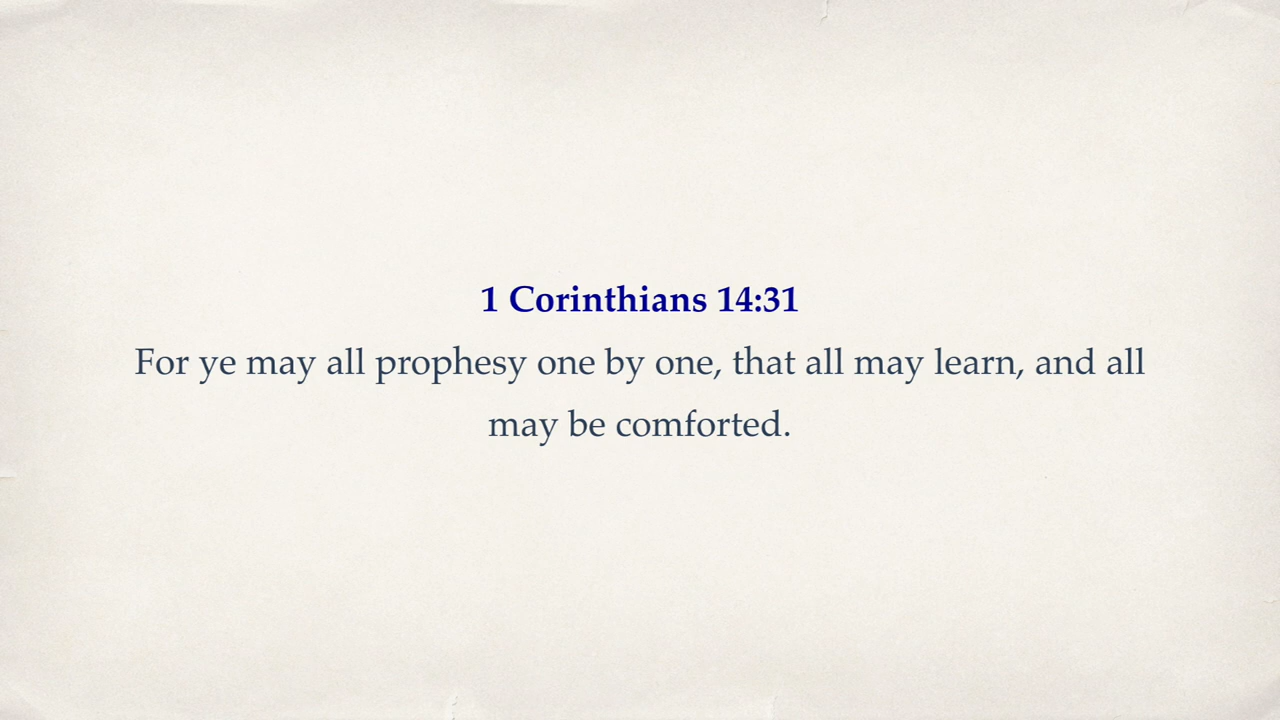 1 Corinthians 14:31
For ye may all prophesy one by one, that all may learn, and all
may be comforted.